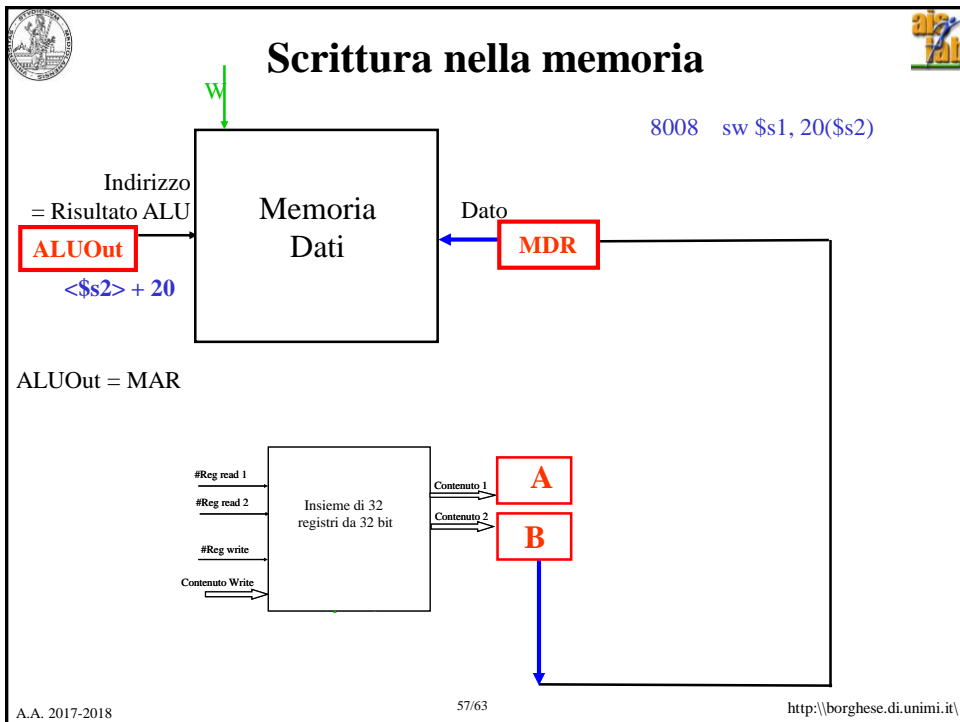 Scrittura nella memoria
W
8008 sw $s1, 20($s2)
Indirizzo
= Risultato ALU
ALUOut
<$s2> + 20
Memoria
Dati
Dato
MDR
ALUOut = MAR
#Reg read 1
#Reg read 2
#Reg write
Contenuto Write
Insieme di 32
registri da 32 bit
Contenuto 1
Contenuto 2
A
B
A.A. 2017-2018
57/63
http:\\borghese.di.unimi.it\